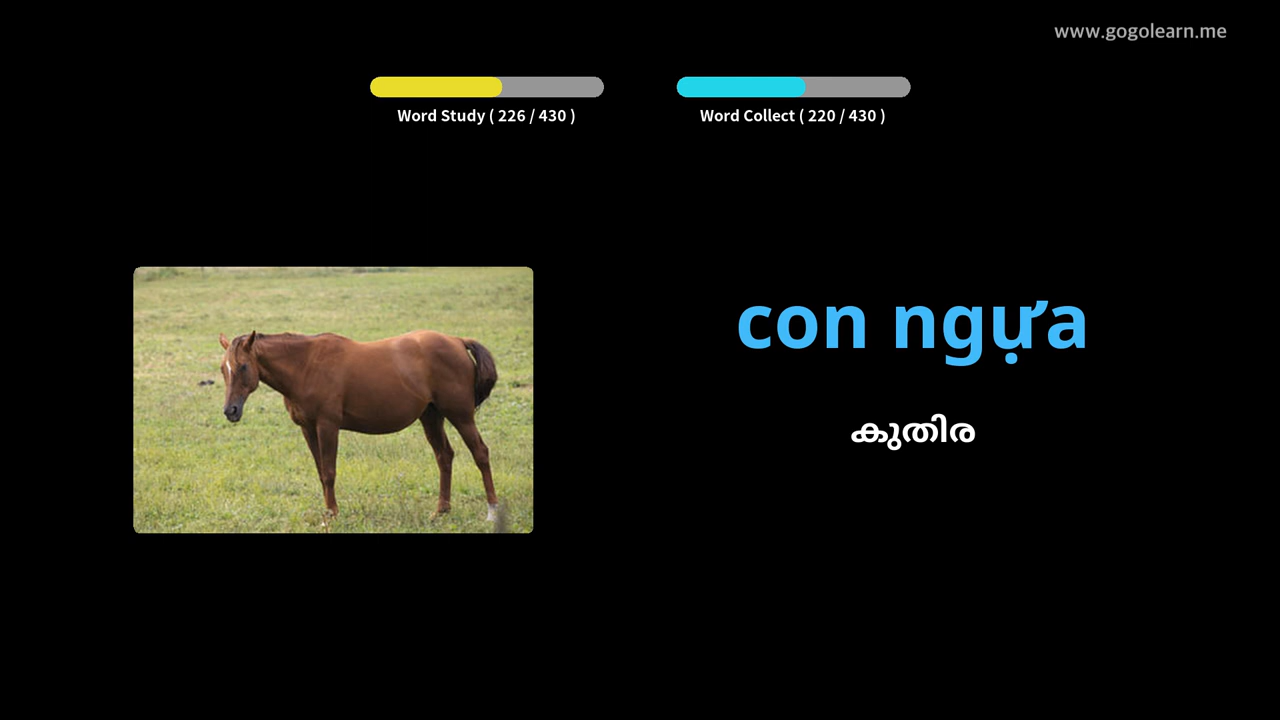 www.gogolearn.me
Word Study ( 226 / 430 )
Word Collect ( 220 / 430 )
con ngựa
കുതിര